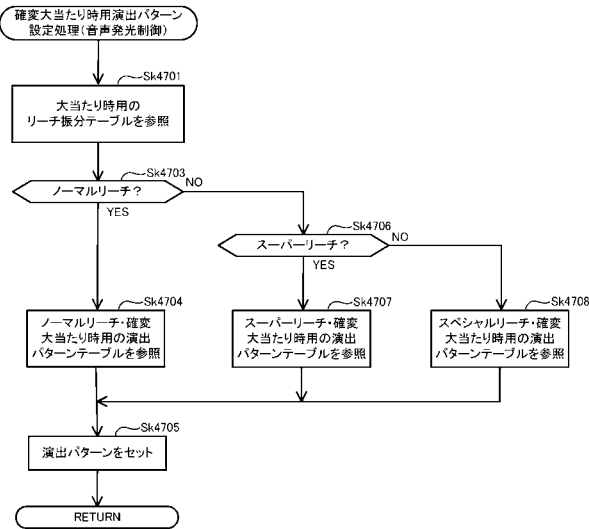 確変大当たり時用演出パターン
設定処理(音声発光制御)
Sk4701
大当たり時用の
リーチ振分テーブルを参照
Sk4703
ノーマルリーチ?
NO
YES
Sk4706
スーパーリーチ?
NO
YES
Sk4704
ノーマルリーチ・確変
大当たり時用の演出
パターンテーブルを参照
Sk4707
スーパーリーチ・確変
大当たり時用の演出
パターンテーブルを参照
Sk4708
スペシャルリーチ・確変
大当たり時用の演出
パターンテーブルを参照
Sk4705
演出パターンをセット
RETURN